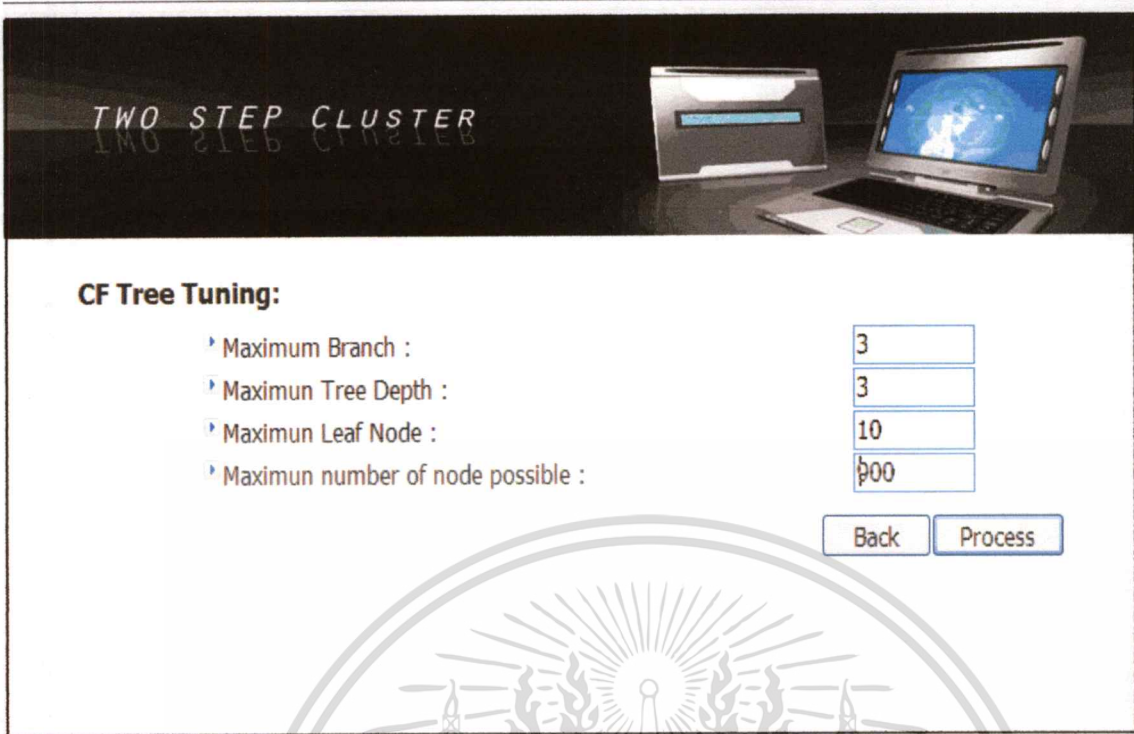 TWO STEP CLUSTER
CF Tree Tuning:
Maximum Branch :
3
Maximun Tree Depth :
3
Maximun Leaf Node :
10
Maximun number of node possible :
900
Back
Process